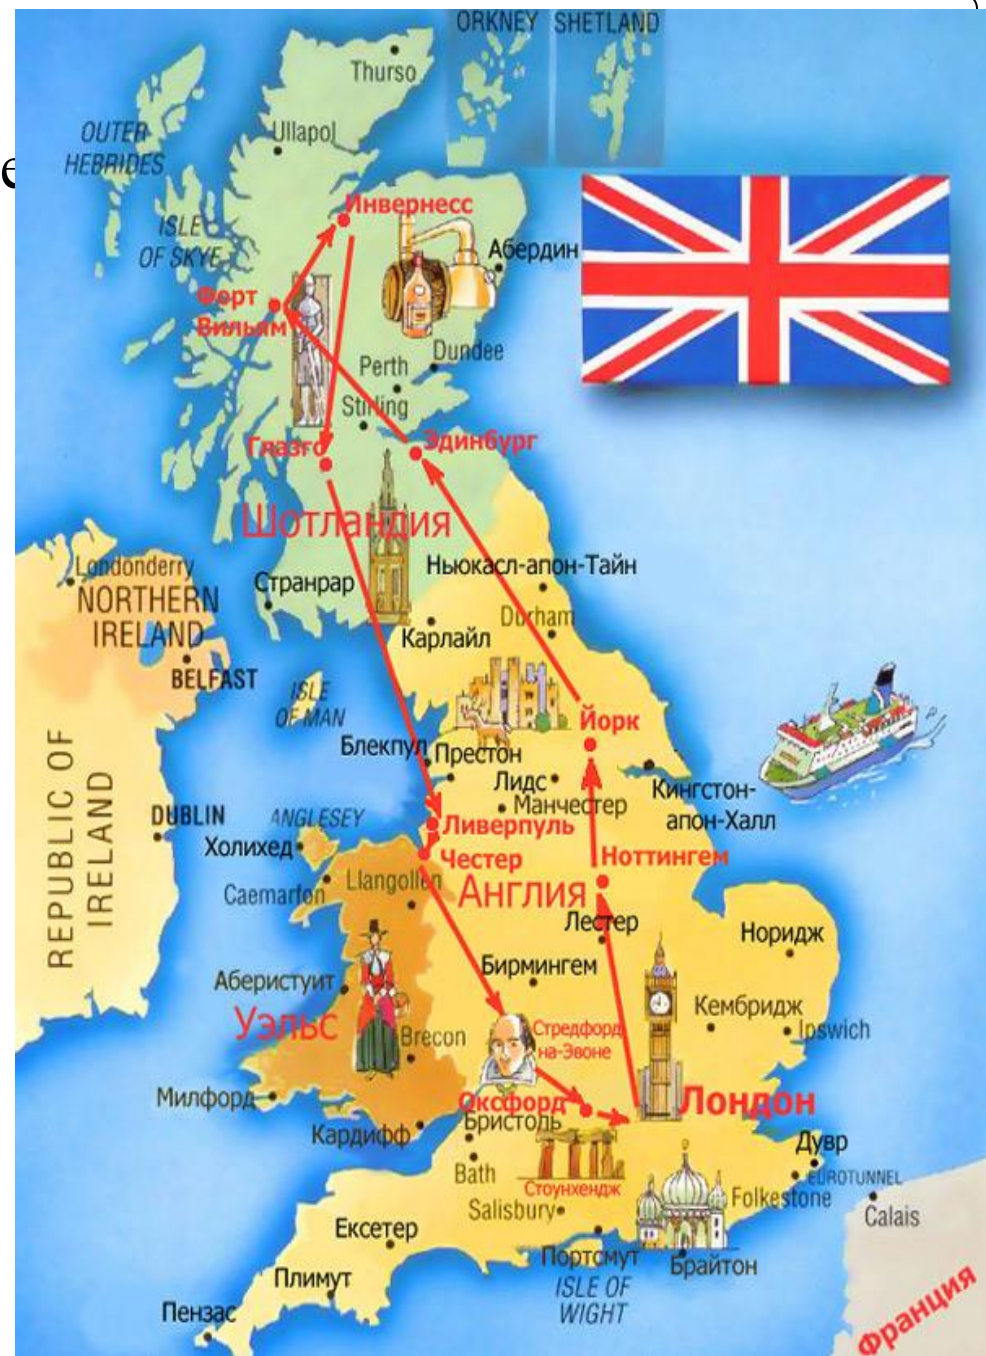 ORKNEY
SHETLAND
Thurso
OUTER
HEBRIDES
Ullapol
е
Инвернесс
ISLE
OF SKYE
Абердин
Форт
Вильям
Dundee
Perth
Stirling
Глазго
Эдинбург
Шотландия
Londonderry
NORTHERN
IRELAND
Странрар
Ньюкасл-апон-Тайн
Durham
Карлайл
BELFAST
ISLE
OF MAN
Йорк
Блекпул
Престон
Лидс
Манчестер
Кингстон-
апон-Халл
REPUBLIC OF
IRELAND
DUBLIN
ANGLESEY
Холихед
Ливерпуль
Честер
Ноттингем
Caemarfon
Llangollen
Англия
Лестер
Норидж
Бирмингем
Аберистуит
Кембридж
Ipswich
Уэльс
Brecon
Стредфорд
на-Эвоне
Милфорд
Оксфорд
Лондон
Кардифф
Бристоль
Дувр
Bath
EUROTUNNEL
Стоунхендж
Folkestone
Salisbury
Calais
Ексетер
Портсмут
Брайтон
Плимут
ISLE OF
WIGHT
Пензас
Франция